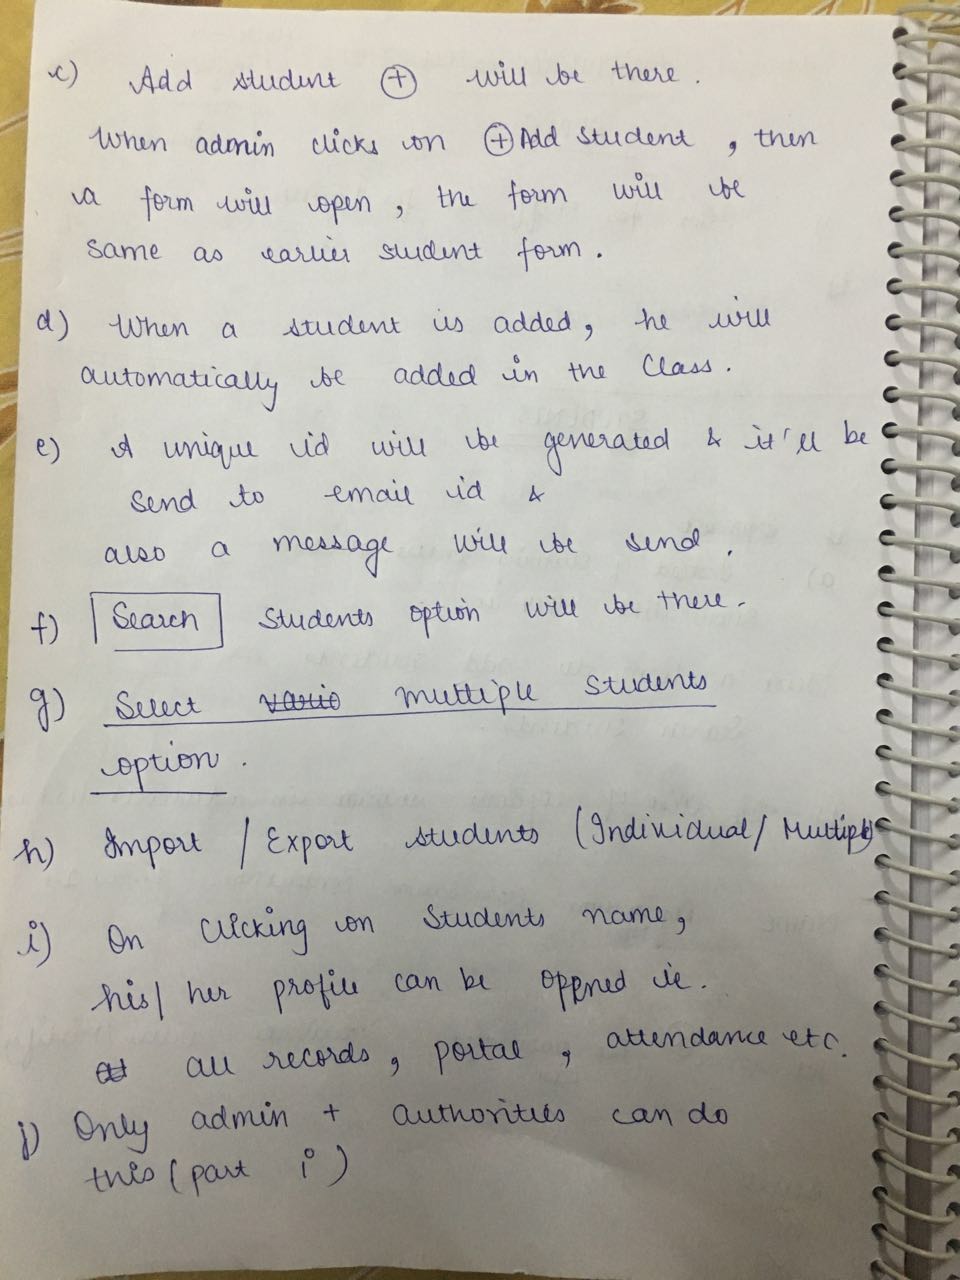 c) Add student ⊕ will be there.
When admin clicks on ⊕ Add Student, then
a form will open, the form will be
same as earlier student form.
d) When a student is added, he will
automatically be added in the Class.
e) A unique id will be generated & it'll be
send to email id &
also a message will be send.
f) Search Students option will be there.
g) Select vario multiple students
option.
h) Import / Export students (Individual / Multiple)
i) On clicking on Students name,
his/ her profile can be oppned ie.
all records, portal, attendance etc.
j) Only admin + authorities can do
this (part i)